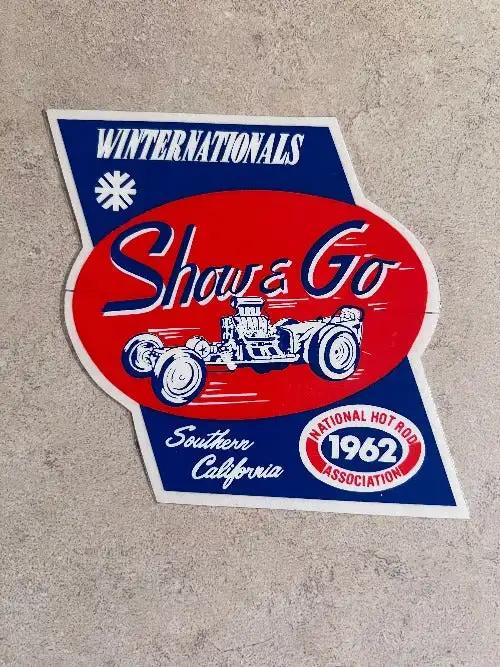 WINTERNATIONALS
Show & Go
Southern
California
NATIONAL HOT ROD
1962
ASSOCIATION